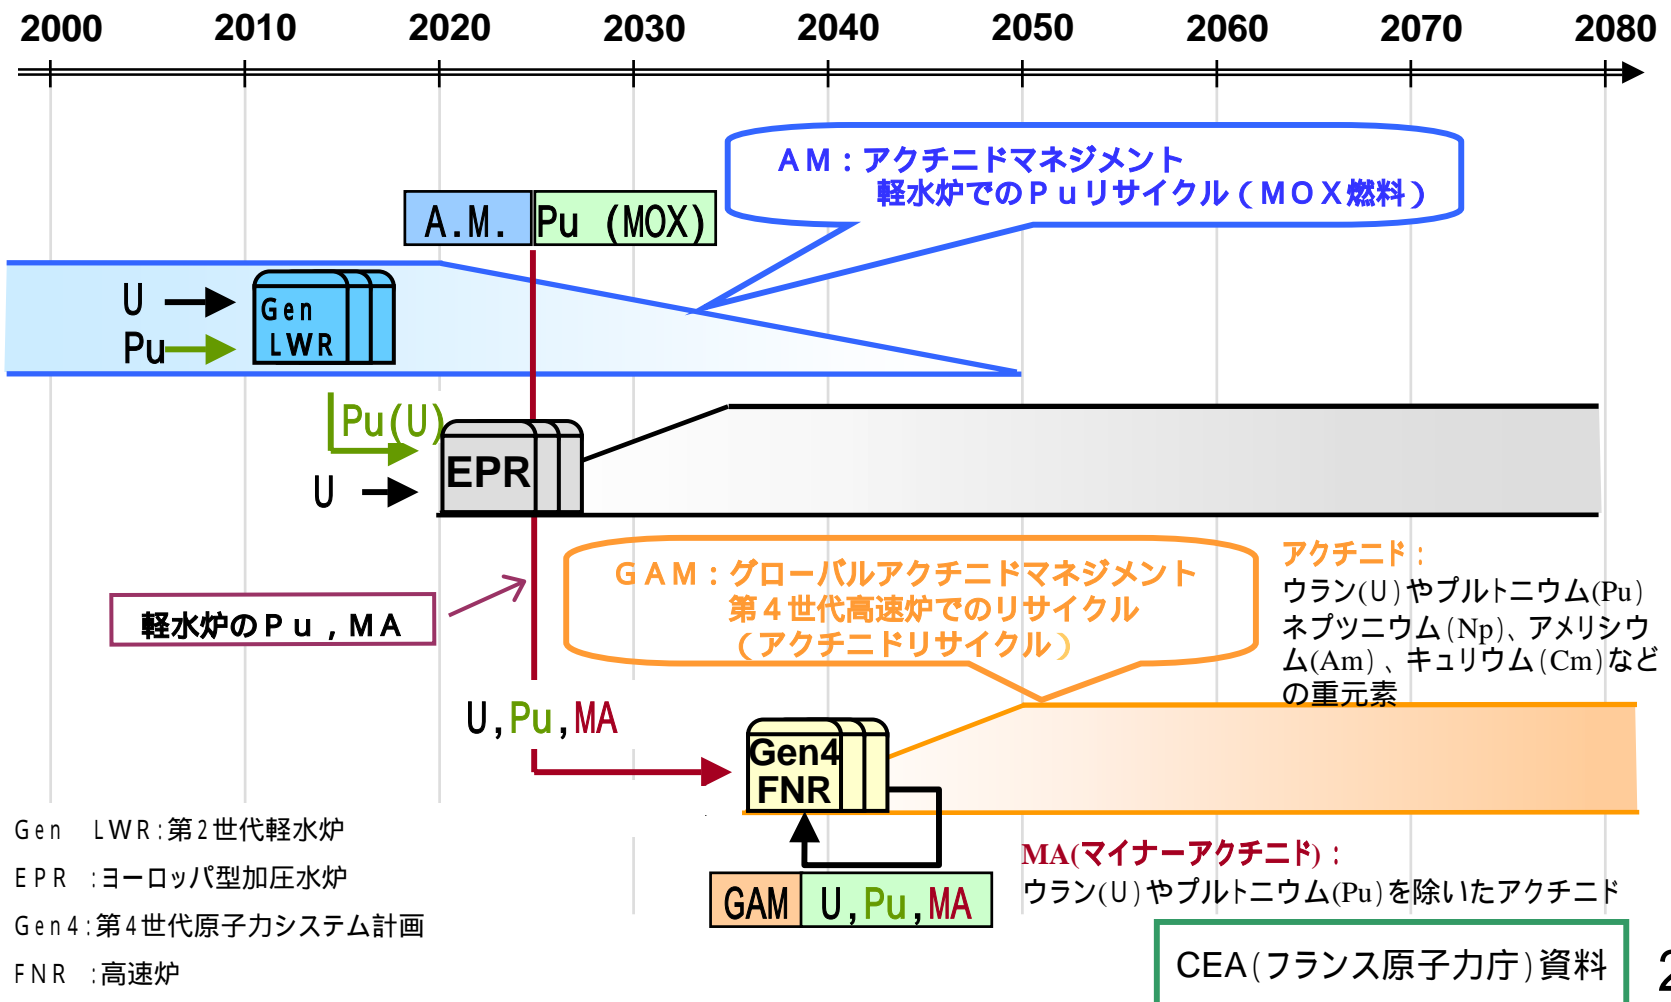 2000 2010 2020 2030 2040 2050 2060 2070 2080
AM：アクチニドマネジメント
軽水炉でのPuリサイクル（MOX燃料）
A.M. Pu (MOX)
U
Pu
Gen
LWR
Pu(U)
U
EPR
GAM：グローバルアクチニドマネジメント
第4世代高速炉でのリサイクル
（アクチニドリサイクル）
アクチニド：
ウラン(U)やプルトニウム(Pu)
ネプツニウム(Np)、アメリシウ
ム(Am)、キュリウム(Cm)など
の重元素
軽水炉のPu，MA
U,Pu,MA
Gen4
FNR
GAM U,Pu,MA
MA(マイナーアクチニド)：
ウラン(U)やプルトニウム(Pu)を除いたアクチニド
Gen LWR:第2世代軽水炉
EPR :ヨーロッパ型加圧水炉
Gen4:第4世代原子力システム計画
FNR :高速炉
CEA(フランス原子力庁)資料
2